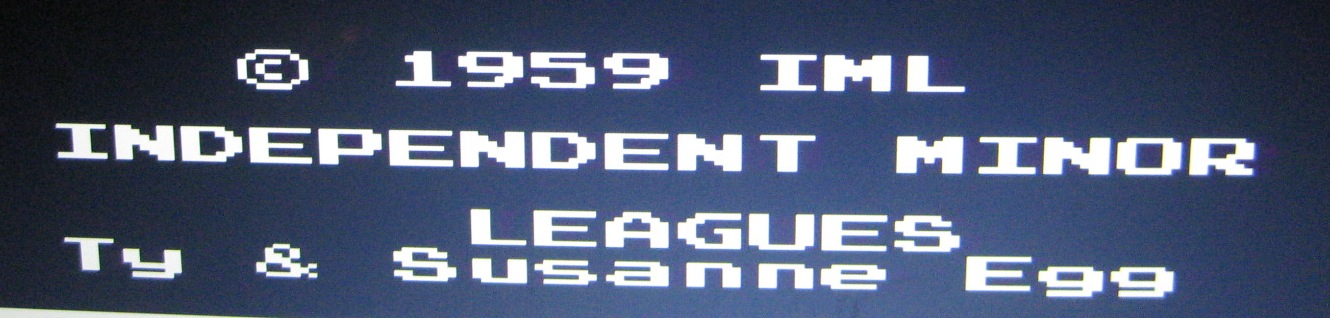 © 1959 IML
INDEPENDENT MINOR
LEAGUES
Ty & Susanne Egg